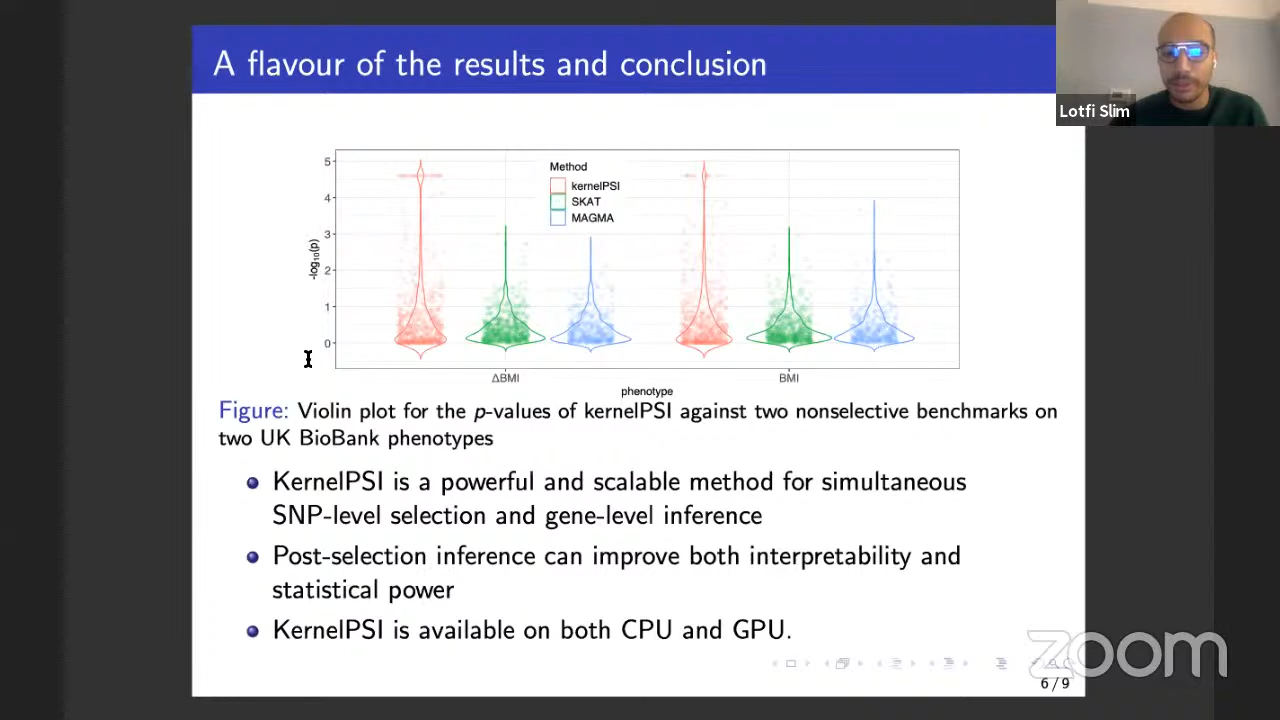 A flavour of the results and conclusion
Lotfi Slim
Method
kernelPSI
SKAT
MAGMA
5
4
3
2
1
0
-log10(p)
ΔBMI
BMI
phenotype
Figure: Violin plot for the p-values of kernelPSI against two nonselective benchmarks on
two UK BioBank phenotypes
KernelPSI is a powerful and scalable method for simultaneous
SNP-level selection and gene-level inference
Post-selection inference can improve both interpretability and
statistical power
KernelPSI is available on both CPU and GPU.
zoom
6 / 9